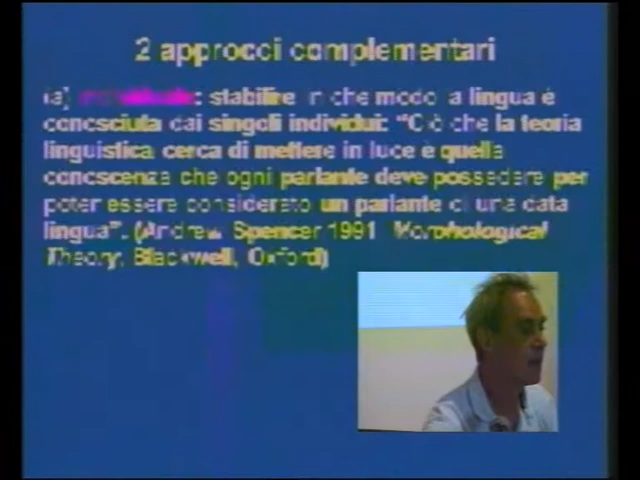 2 approcci complementari
(a) individuale: stabilire in che modo la lingua è
conosciuta dai singoli individui: “Ciò che la teoria
linguistica cerca di mettere in luce è quella
conoscenza che ogni parlante deve possedere per
poter essere considerato un parlante di una data
lingua”. (Andrew Spencer 1991 Morphological
Theory, Blackwell, Oxford)